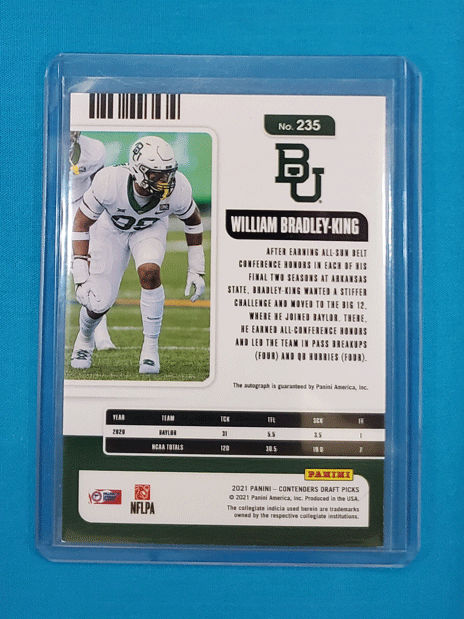 No. 235
BU
WILLIAM BRADLEY-KING
AFTER EARNING ALL-SUN BELT
CONFERENCE HONORS IN EACH OF HIS
FINAL TWO SEASONS AT ARKANSAS
STATE, BRADLEY-KING WANTED A STIFFER
CHALLENGE AND MOVED TO THE BIG 12,
WHERE HE JOINED BAYLOR. THERE,
HE EARNED ALL-CONFERENCE HONORS
AND LED THE TEAM IN PASS BREAKUPS
(FOUR) AND QB HURRIES (FOUR).
The autograph is guaranteed by Panini America, Inc.
YEAR TEAM TCK TFL SCK FF
2020 BAYLOR 31 5.5 3.5 1
NCAA TOTALS 120 30.5 19.0 7
PANINI
NFLPA
2021 PANINI – CONTENDERS DRAFT PICKS
© 2021 Panini America, Inc. Produced in the USA.
The collegiate indicia used herein are trademarks
owned by the respective collegiate institutions.